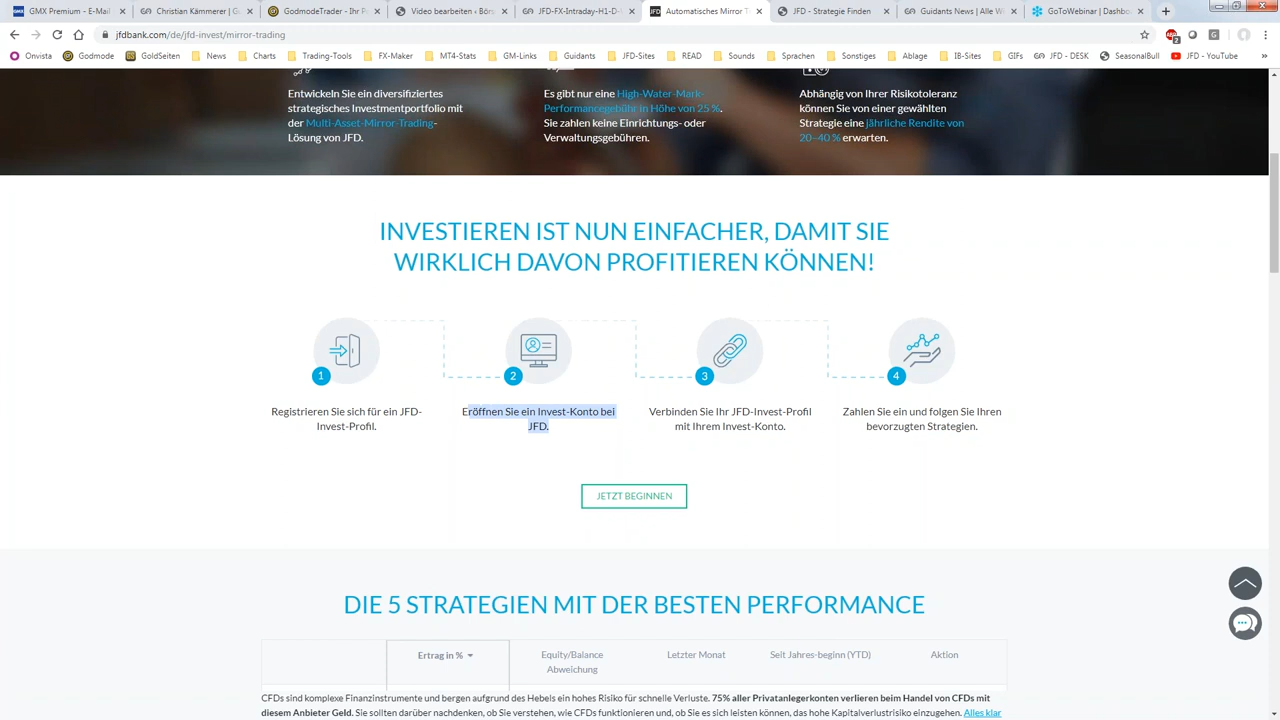 GMX Premium - E-Mail
Christian Kämmerer | G
GodmodeTrader - Ihr P
Video bearbeiten ‹ Börs
JFD-FX-Intraday-H1-D-
Automatisches Mirror T
JFD - Strategie Finden
Guidants News | Alle W
GoToWebinar | Dashbo
jfdbank.com/de/jfd-invest/mirror-trading
Onvista Godmode GoldSeiten News Charts Trading-Tools FX-Maker MT4-Stats GM-Links Guidants JFD-Sites READ Sounds Sprachen Sonstiges Ablage IB-Sites GIFs JFD - DESK SeasonalBull JFD - YouTube
Entwickeln Sie ein diversifiziertes
strategisches Investmentportfolio mit
der Multi-Asset-Mirror-Trading-
Lösung von JFD.
Es gibt nur eine High-Water-Mark-
Performancegebühr in Höhe von 25 %.
Sie zahlen keine Einrichtungs- oder
Verwaltungsgebühren.
Abhängig von Ihrer Risikotoleranz
können Sie von einer gewählten
Strategie eine jährliche Rendite von
20–40 % erwarten.
INVESTIEREN IST NUN EINFACHER, DAMIT SIE
WIRKLICH DAVON PROFITIEREN KÖNNEN!
1
2
3
4
Registrieren Sie sich für ein JFD-
Invest-Profil.
Eröffnen Sie ein Invest-Konto bei
JFD.
Verbinden Sie Ihr JFD-Invest-Profil
mit Ihrem Invest-Konto.
Zahlen Sie ein und folgen Sie Ihren
bevorzugten Strategien.
JETZT BEGINNEN
DIE 5 STRATEGIEN MIT DER BESTEN PERFORMANCE
Ertrag in %
Equity/Balance
Abweichung
Letzter Monat
Seit Jahres-beginn (YTD)
Aktion
CFDs sind komplexe Finanzinstrumente und bergen aufgrund des Hebels ein hohes Risiko für schnelle Verluste. 75% aller Privatanlegerkonten verlieren beim Handel von CFDs mit
diesem Anbieter Geld. Sie sollten darüber nachdenken, ob Sie verstehen, wie CFDs funktionieren und, ob Sie es sich leisten können, das hohe Kapitalverlustrisiko einzugehen. Alles klar